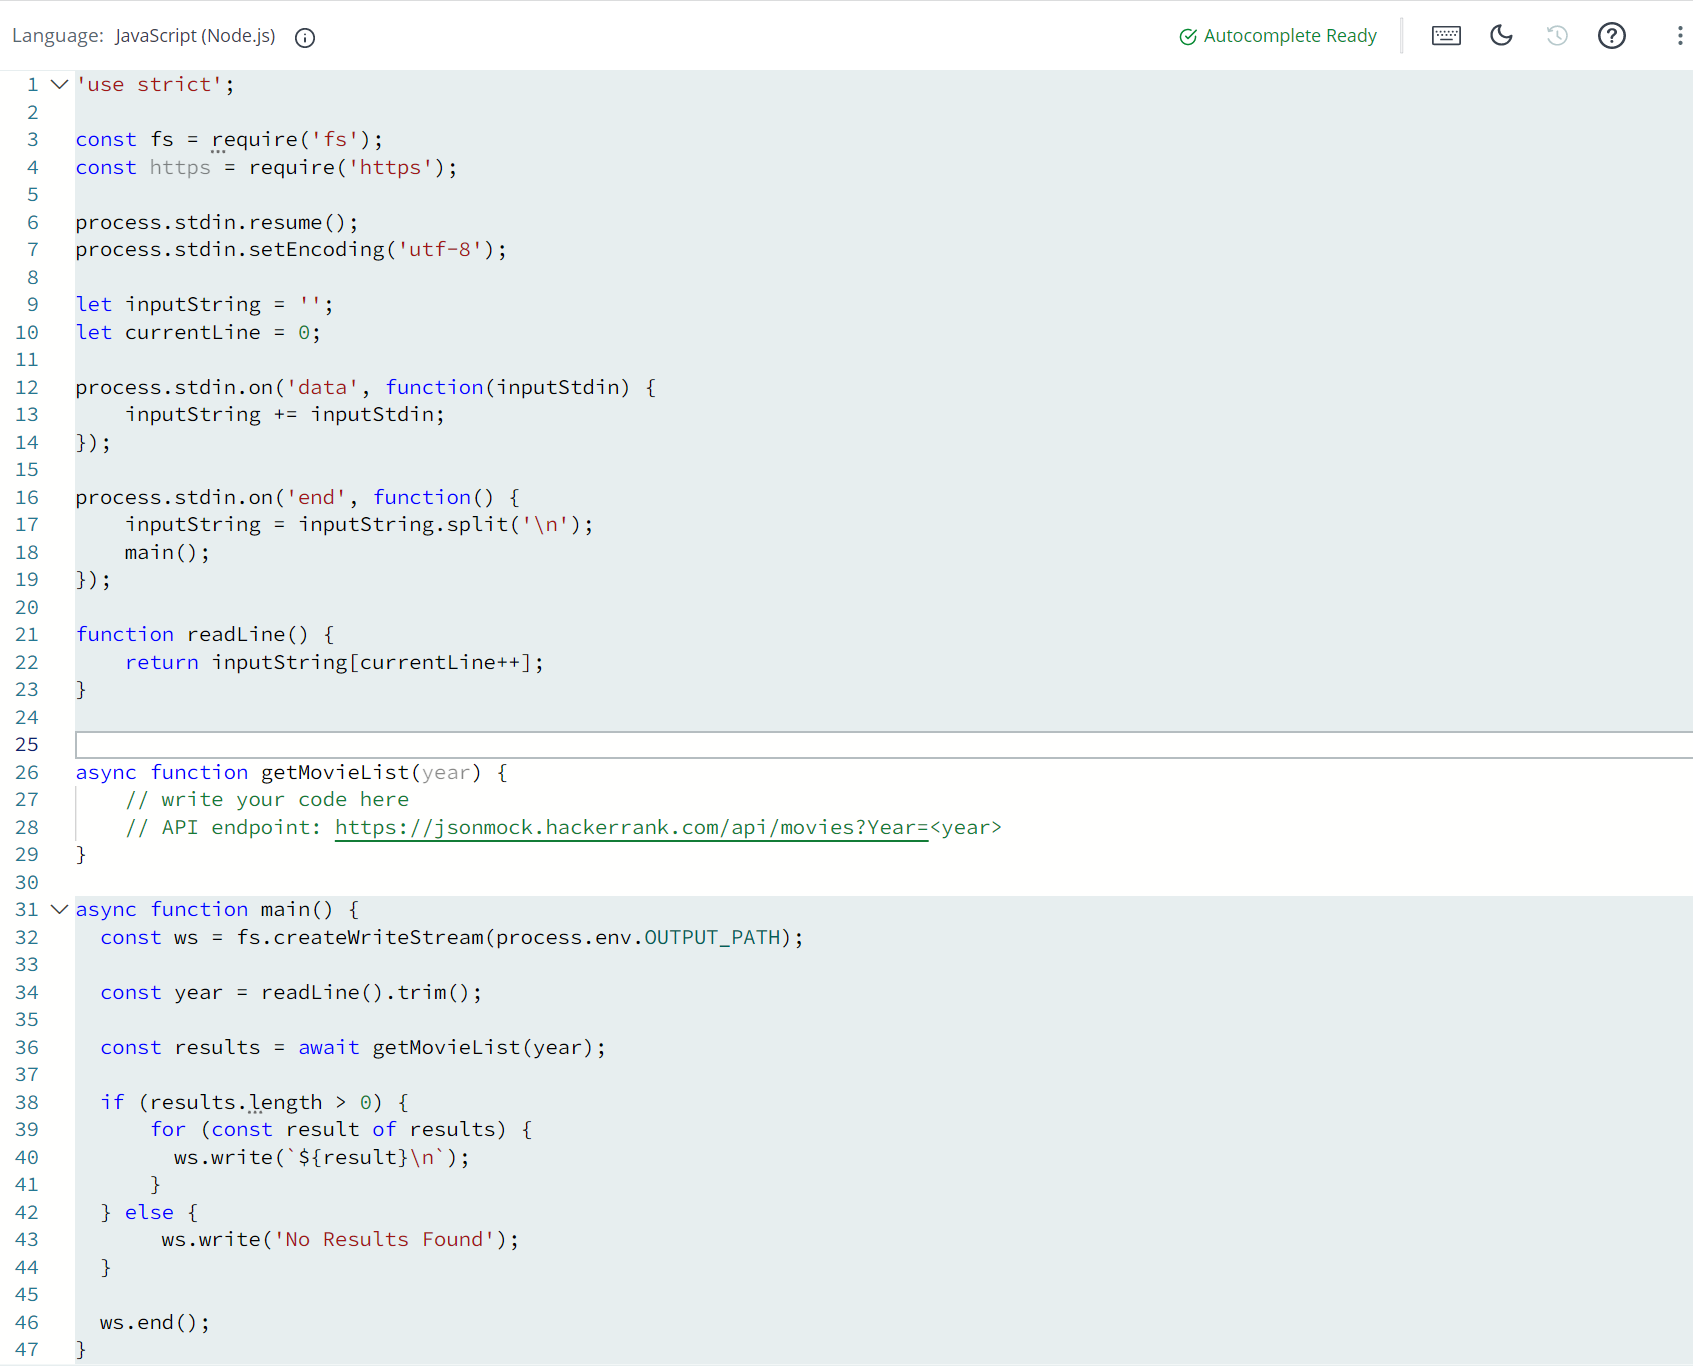 Language: JavaScript (Node.js) Autocomplete Ready
1 'use strict';
2
3 const fs = require('fs');
4 const https = require('https');
5
6 process.stdin.resume();
7 process.stdin.setEncoding('utf-8');
8
9 let inputString = '';
10 let currentLine = 0;
11
12 process.stdin.on('data', function(inputStdin) {
13     inputString += inputStdin;
14 });
15
16 process.stdin.on('end', function() {
17     inputString = inputString.split('\n');
18     main();
19 });
20
21 function readLine() {
22     return inputString[currentLine++];
23 }
24
25
26 async function getMovieList(year) {
27     // write your code here
28     // API endpoint: https://jsonmock.hackerrank.com/api/movies?Year=<year>
29 }
30
31 async function main() {
32   const ws = fs.createWriteStream(process.env.OUTPUT_PATH);
33
34   const year = readLine().trim();
35
36   const results = await getMovieList(year);
37
38   if (results.length > 0) {
39       for (const result of results) {
40         ws.write(`${result}\n`);
41       }
42   } else {
43        ws.write('No Results Found');
44   }
45
46   ws.end();
47 }